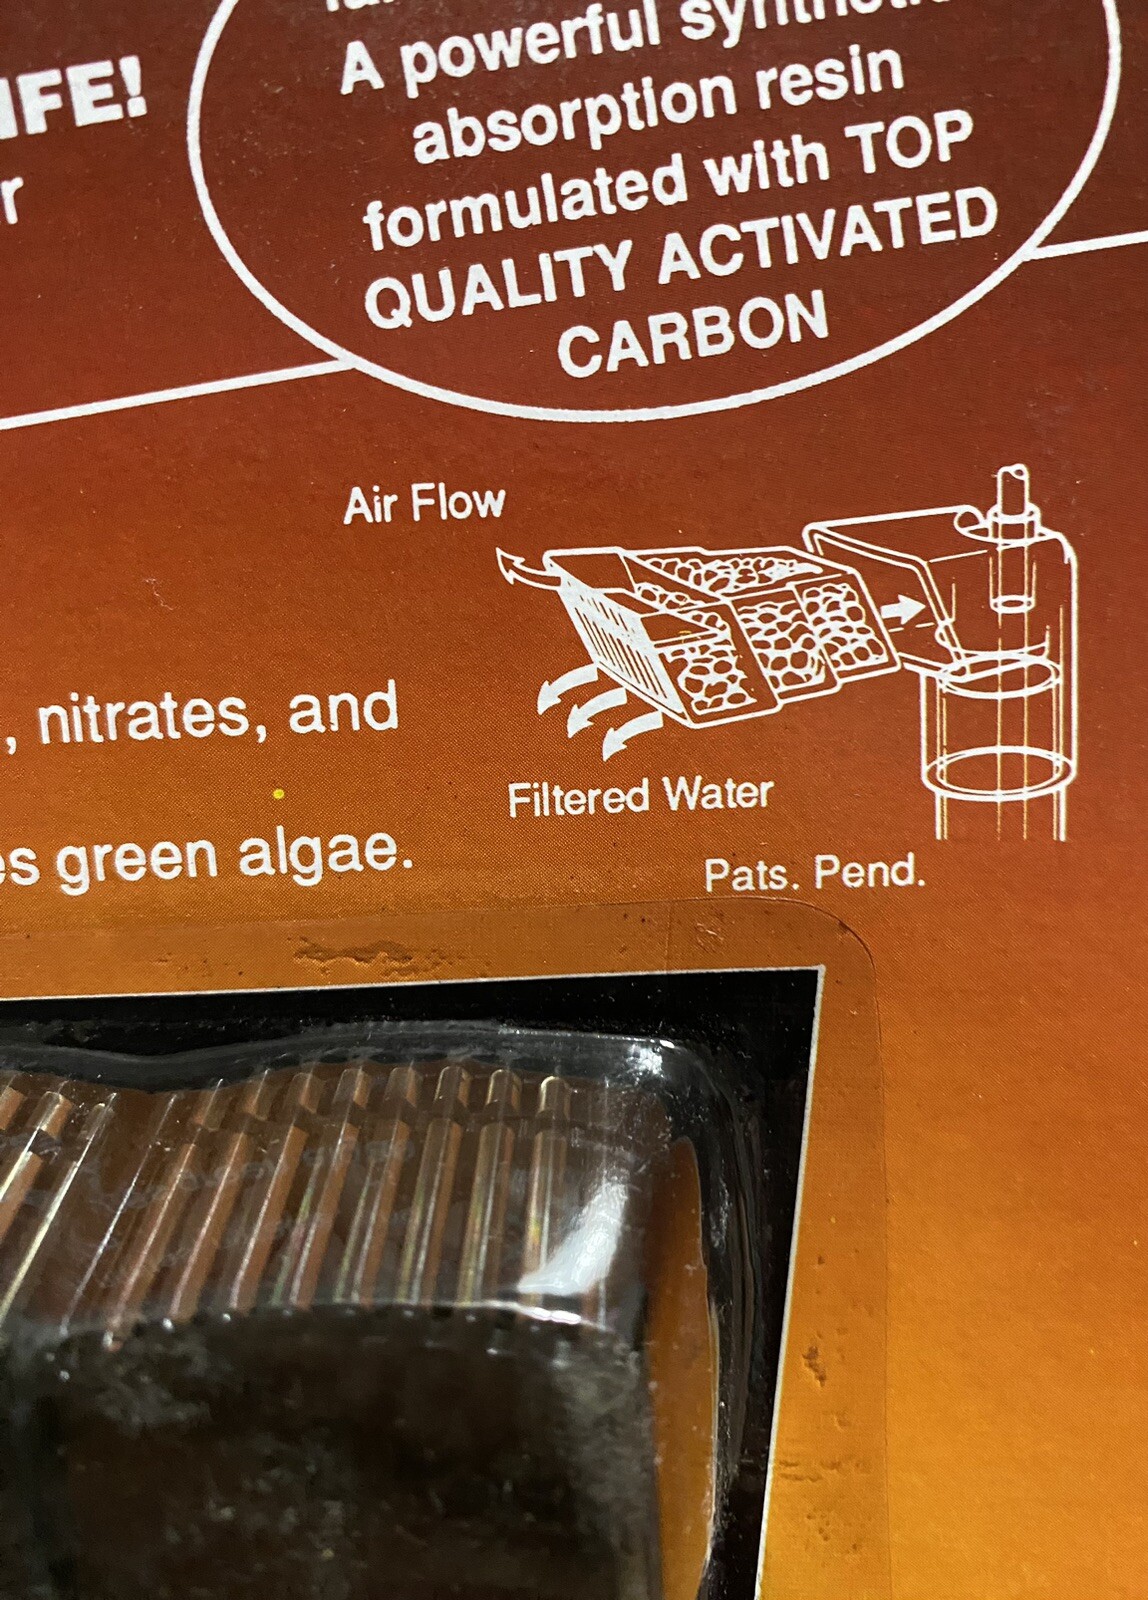 IFE!
r
A powerful synthetic
absorption resin
formulated with TOP
QUALITY ACTIVATED
CARBON
Air Flow
, nitrates, and
Filtered Water
es green algae.
Pats. Pend.